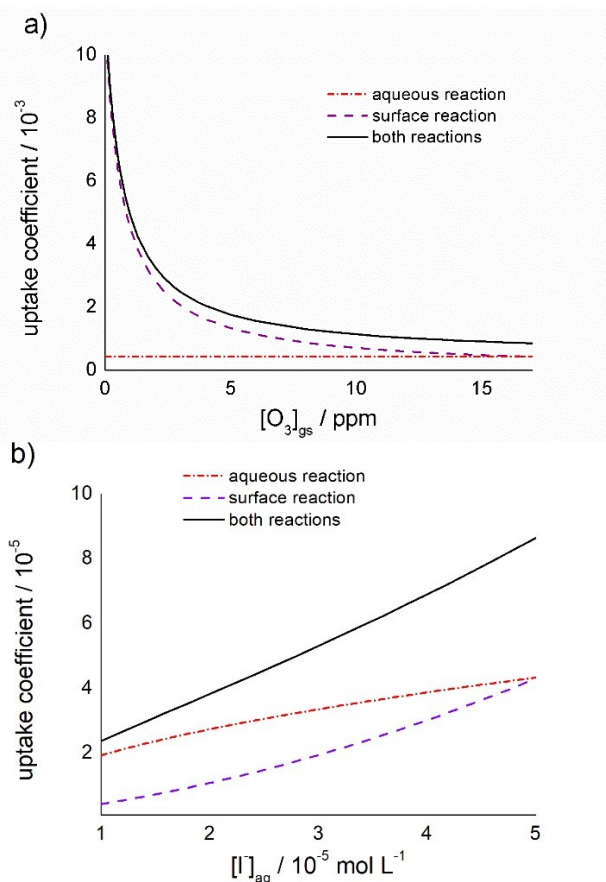 a)
10
8
6
4
2
0
uptake coefficient / 10⁻³
aqueous reaction
surface reaction
both reactions
0 5 10 15
[O₃]gs / ppm
b)
aqueous reaction
surface reaction
both reactions
10
8
6
4
2
uptake coefficient / 10⁻⁵
1 2 3 4 5
[I⁻]aq / 10⁻⁵ mol L⁻¹